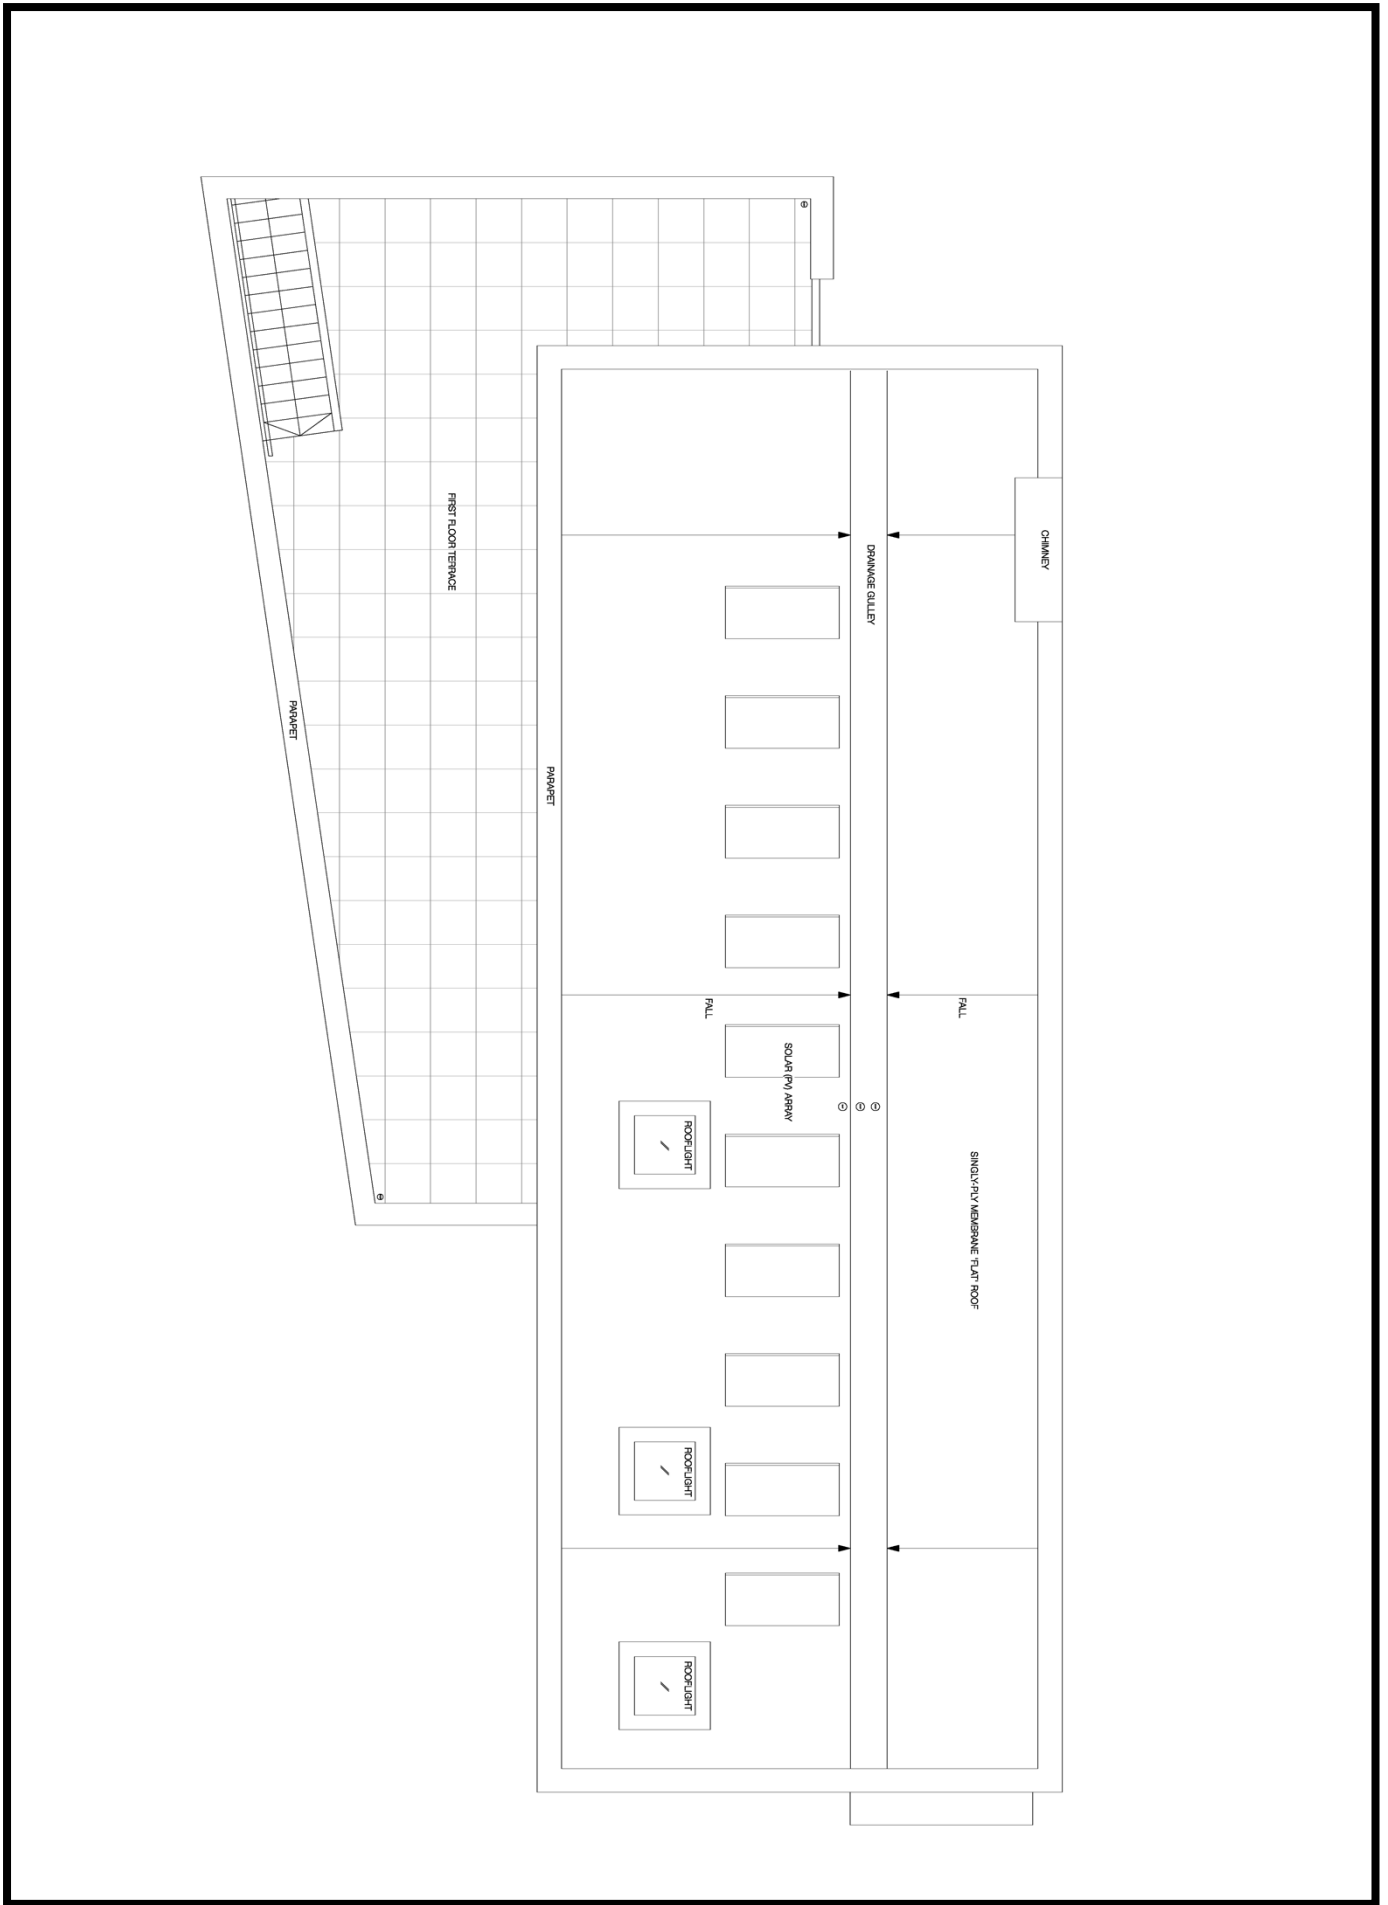 FIRST FLOOR TERRACE
PARAPET
PARAPET
CHIMNEY
DRAINAGE GULLEY
FALL
FALL
SOLAR (PV) ARRAY
ROOFLIGHT
SINGLY-PLY MEMBRANE 'FLAT' ROOF
ROOFLIGHT
ROOFLIGHT